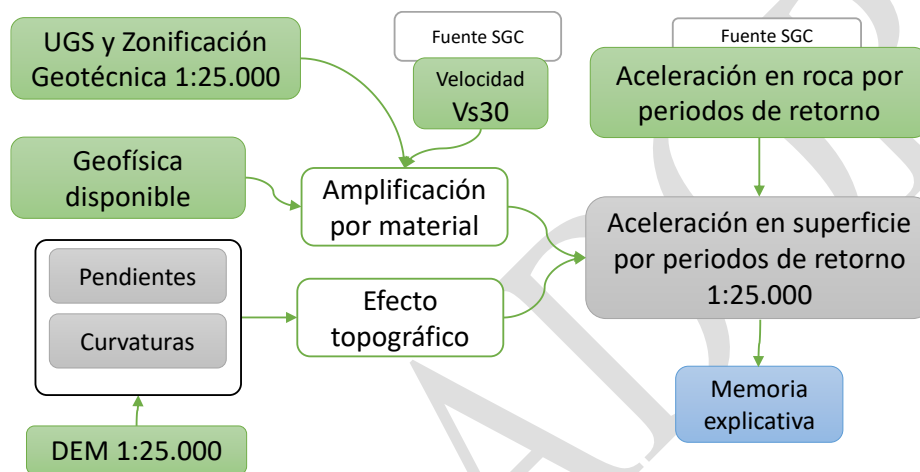 UGS y Zonificación
Geotécnica 1:25.000
Fuente SGC
Velocidad
Vs30
Fuente SGC
Aceleración en roca por
periodos de retorno
Geofísica
disponible
Amplificación
por material
Aceleración en superficie
por periodos de retorno
1:25.000
Pendientes
Curvaturas
Efecto
topográfico
Memoria
explicativa
DEM 1:25.000